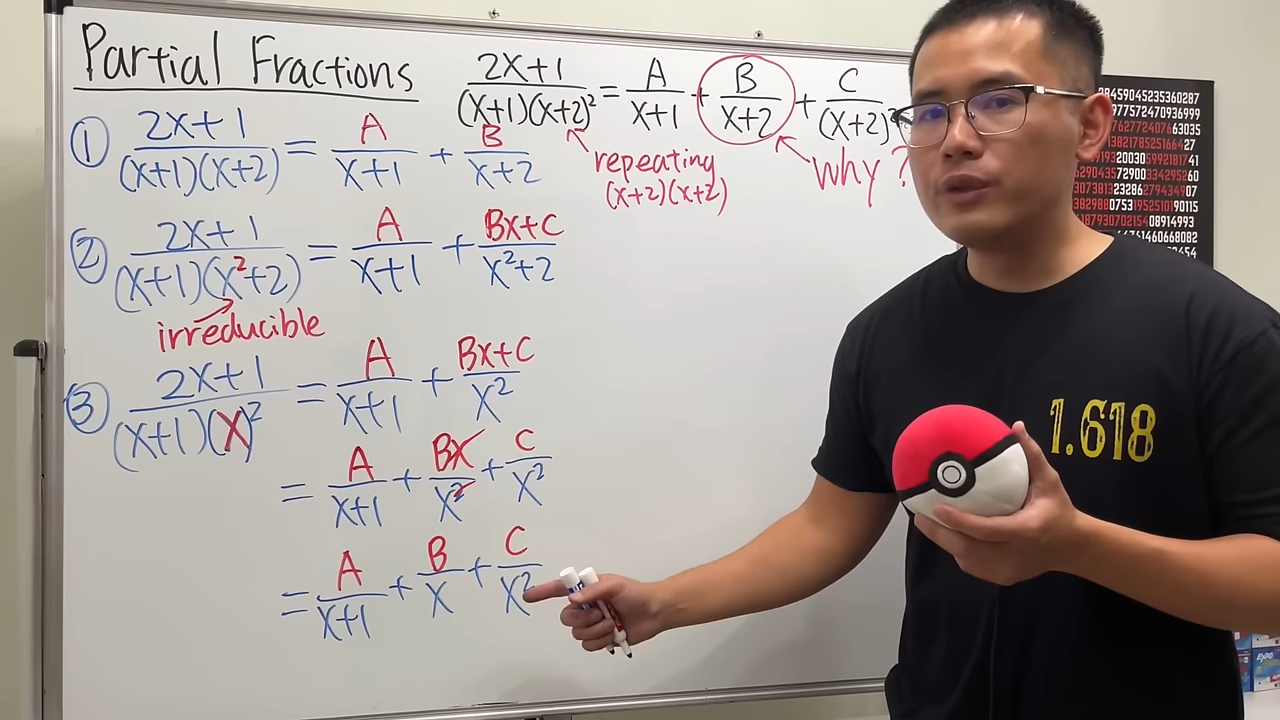 Partial Fractions
(2x+1)/((x+1)(x+2)²) = A/(x+1) + B/(x+2) + C/(x+2)²
repeating
(x+2)(x+2)
why?
① (2x+1)/((x+1)(x+2)) = A/(x+1) + B/(x+2)
② (2x+1)/((x+1)(x²+2)) = A/(x+1) + (Bx+C)/(x²+2)
irreducible
③ (2x+1)/((x+1)(x)²) = A/(x+1) + (Bx+C)/x²
= A/(x+1) + Bx/x² + C/x²
= A/(x+1) + B/x + C/x²
1.618
EXPO